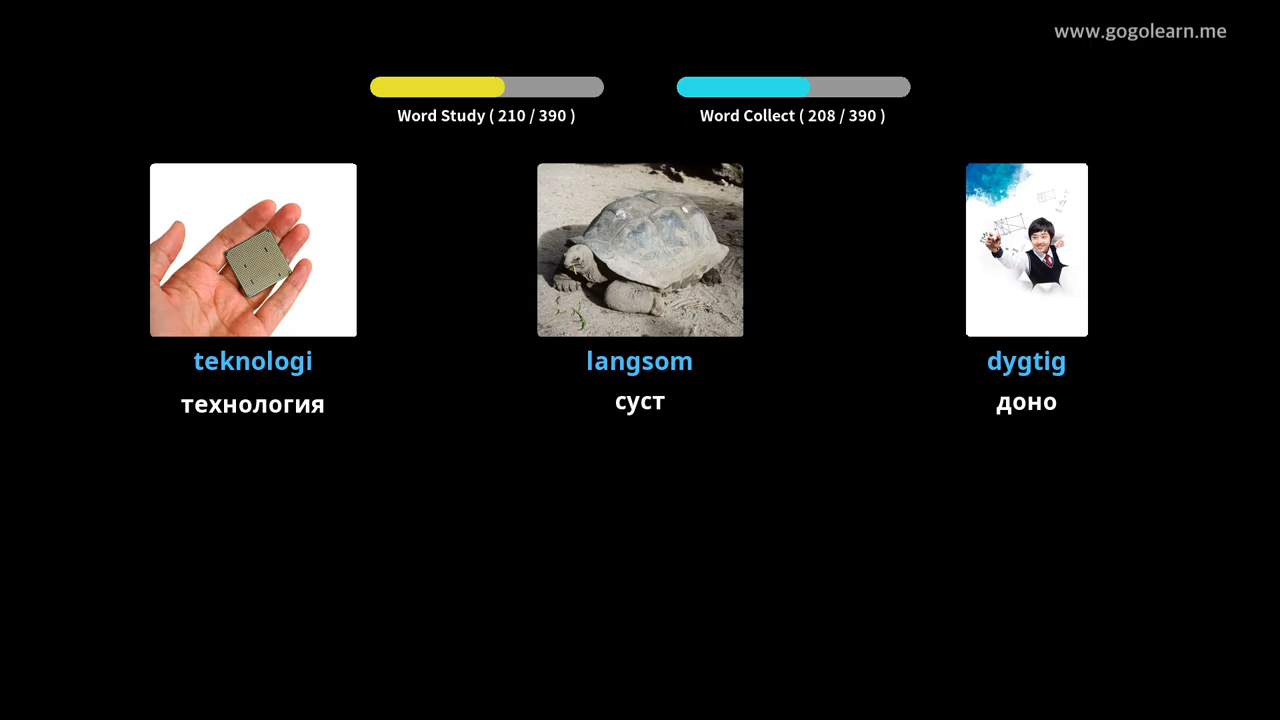 www.gogolearn.me
Word Study ( 210 / 390 )
Word Collect ( 208 / 390 )
teknologi
langsom
dygtig
технология
суст
доно